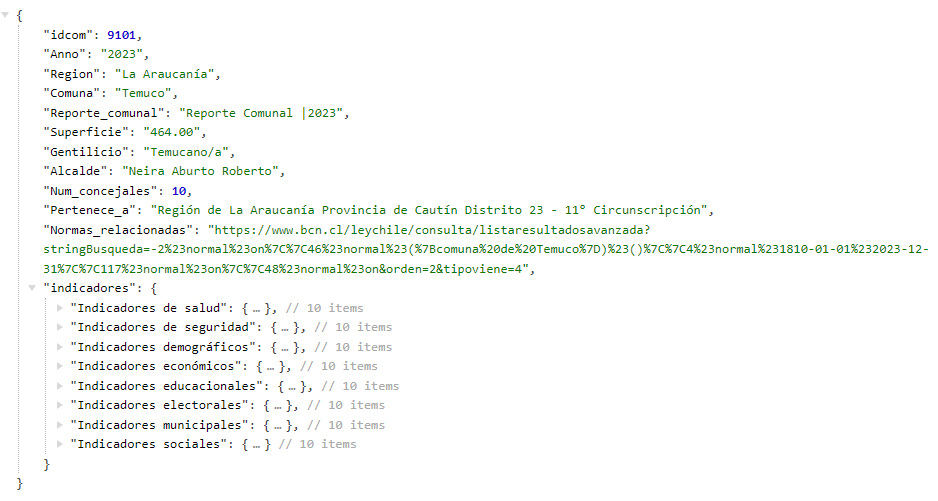 {
"idcom": 9101,
"Anno": "2023",
"Region": "La Araucanía",
"Comuna": "Temuco",
"Reporte_comunal": "Reporte Comunal |2023",
"Superficie": "464.00",
"Gentilicio": "Temucano/a",
"Alcalde": "Neira Aburto Roberto",
"Num_concejales": 10,
"Pertenece_a": "Región de La Araucanía Provincia de Cautín Distrito 23 - 11° Circunscripción",
"Normas_relacionadas": "https://www.bcn.cl/leychile/consulta/listaresultadosavanzada?
stringBusqueda=-2%23normal%23on%7C%7C46%23normal%23(%7Bcomuna%20de%20Temuco%7D)%23()%7C%7C4%23normal%231810-01-01%232023-12-
31%7C%7C117%23normal%23on%7C%7C48%23normal%23on&orden=2&tipoviene=4",
"indicadores": {
"Indicadores de salud": { … }, // 10 items
"Indicadores de seguridad": { … }, // 10 items
"Indicadores demográficos": { … }, // 10 items
"Indicadores económicos": { … }, // 10 items
"Indicadores educacionales": { … }, // 10 items
"Indicadores electorales": { … }, // 10 items
"Indicadores municipales": { … }, // 10 items
"Indicadores sociales": { … } // 10 items
}
}